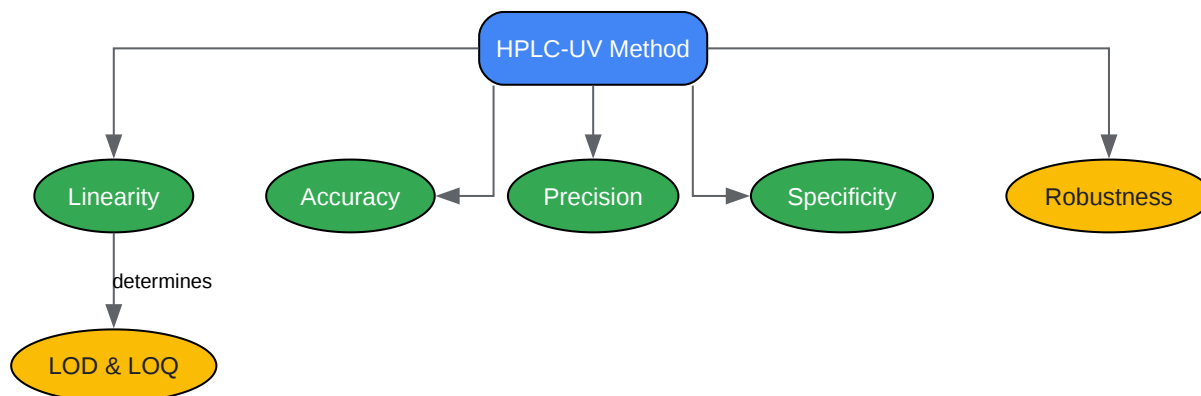 HPLC-UV Method
Linearity
Accuracy
Precision
Specificity
Robustness
determines
LOD & LOQ